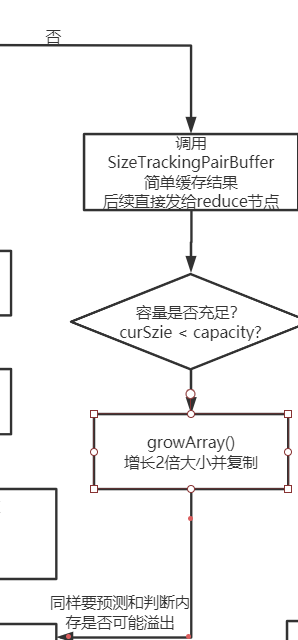 否
调用
SizeTrackingPairBuffer
简单缓存结果
后续直接发给reduce节点
容量是否充足?
curSzie < capacity?
growArray()
增长2倍大小并复制
同样要预测和判断内
存是否可能溢出